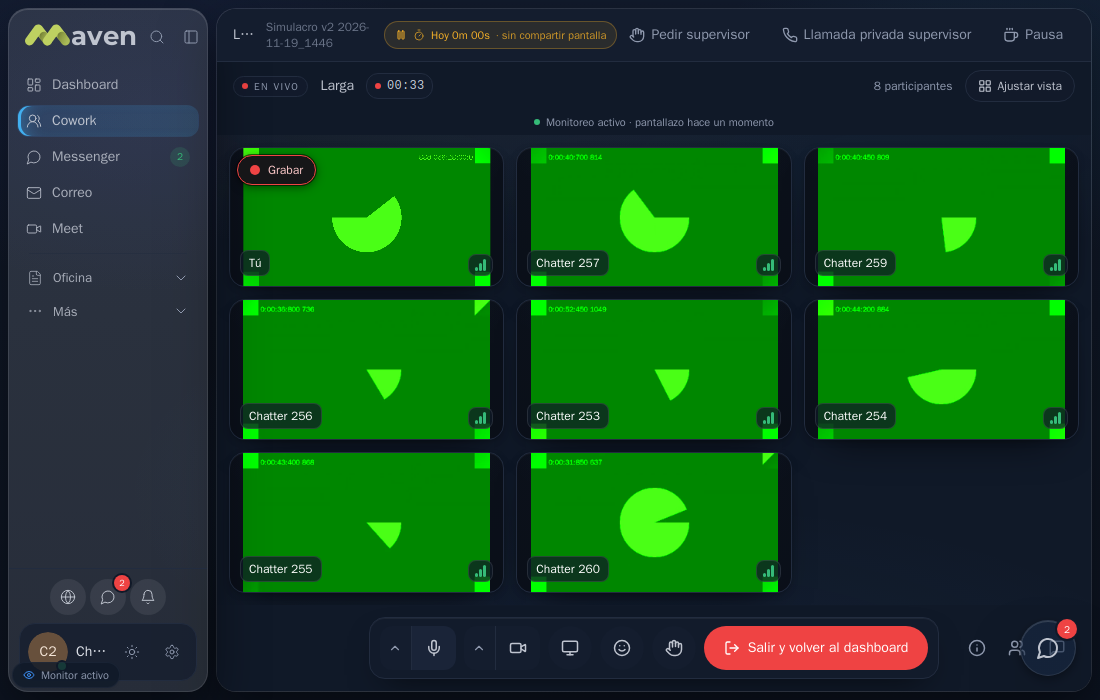 Maven
Dashboard
Cowork
Messenger
2
Correo
Meet
Oficina
Más
2
C2
Ch···
Monitor activo
L···
Simulacro v2 2026-
11-19_1446
Hoy 0m 00s · sin compartir pantalla
Pedir supervisor
Llamada privada supervisor
Pausa
EN VIVO
Larga
00:33
8 participantes
Ajustar vista
Monitoreo activo · pantallazo hace un momento
Grabar
Tú
0:00:40:700 814
Chatter 257
0:00:40:450 809
Chatter 259
Chatter 256
0:00:52:450 1049
Chatter 253
0:00:44:200 884
Chatter 254
0:00:43:400 868
Chatter 255
0:00:31:850 637
Chatter 260
Salir y volver al dashboard
2